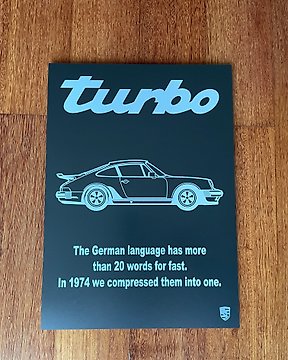 turbo
The German language has more
than 20 words for fast.
In 1974 we compressed them into one.